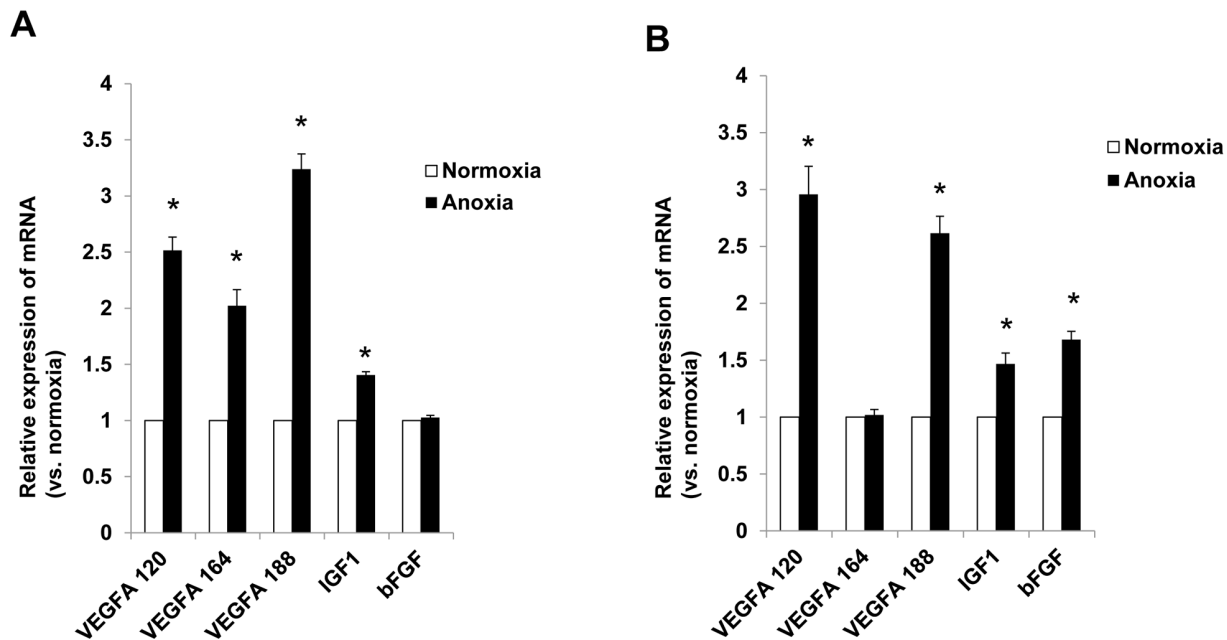 A
Relative expression of mRNA
(vs. normoxia)
4
3.5
3
2.5
2
1.5
1
0.5
0
*
*
*
*
Normoxia
Anoxia
VEGFA 120
VEGFA 164
VEGFA 188
IGF1
bFGF
B
Relative expression of mRNA
(vs. normoxia)
4
3.5
3
2.5
2
1.5
1
0.5
0
*
*
*
*
Normoxia
Anoxia
VEGFA 120
VEGFA 164
VEGFA 188
IGF1
bFGF